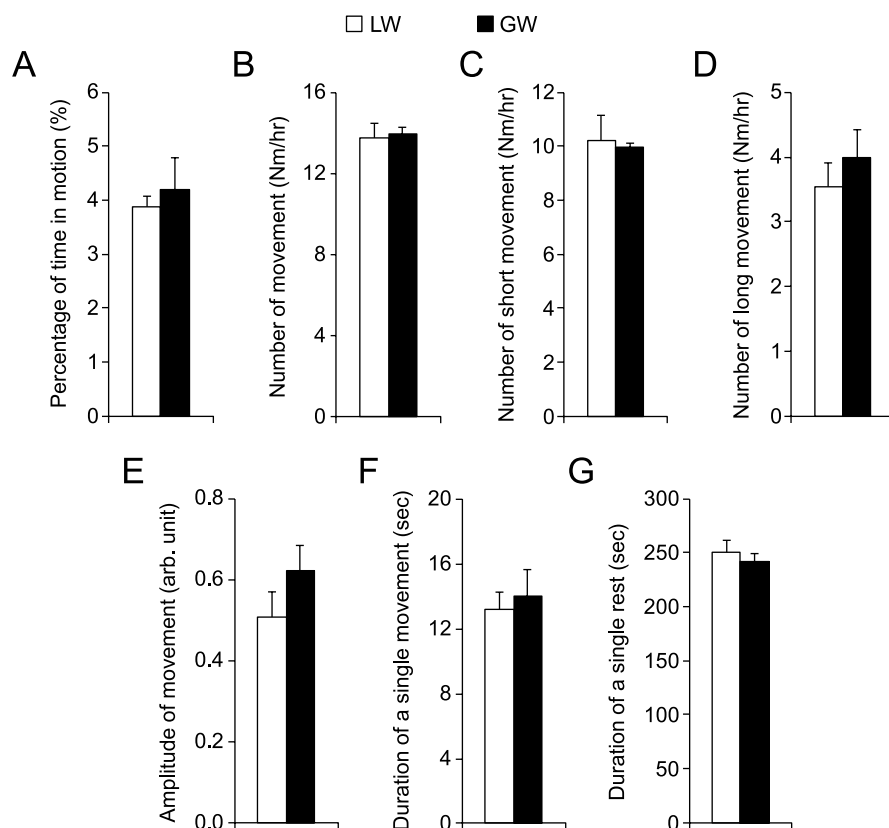 LW GW
A
Percentage of time in motion (%)
6
5
4
3
2
1
0
B
Number of movement (Nm/hr)
16
12
8
4
0
C
Number of short movement (Nm/hr)
12
10
8
6
4
2
0
D
Number of long movement (Nm/hr)
5
4
3
2
1
0
E
Amplitude of movement (arb. unit)
0.8
0.6
0.4
0.2
0.0
F
Duration of a single movement (sec)
20
16
12
8
4
0
G
Duration of a single rest (sec)
300
250
200
150
100
50
0